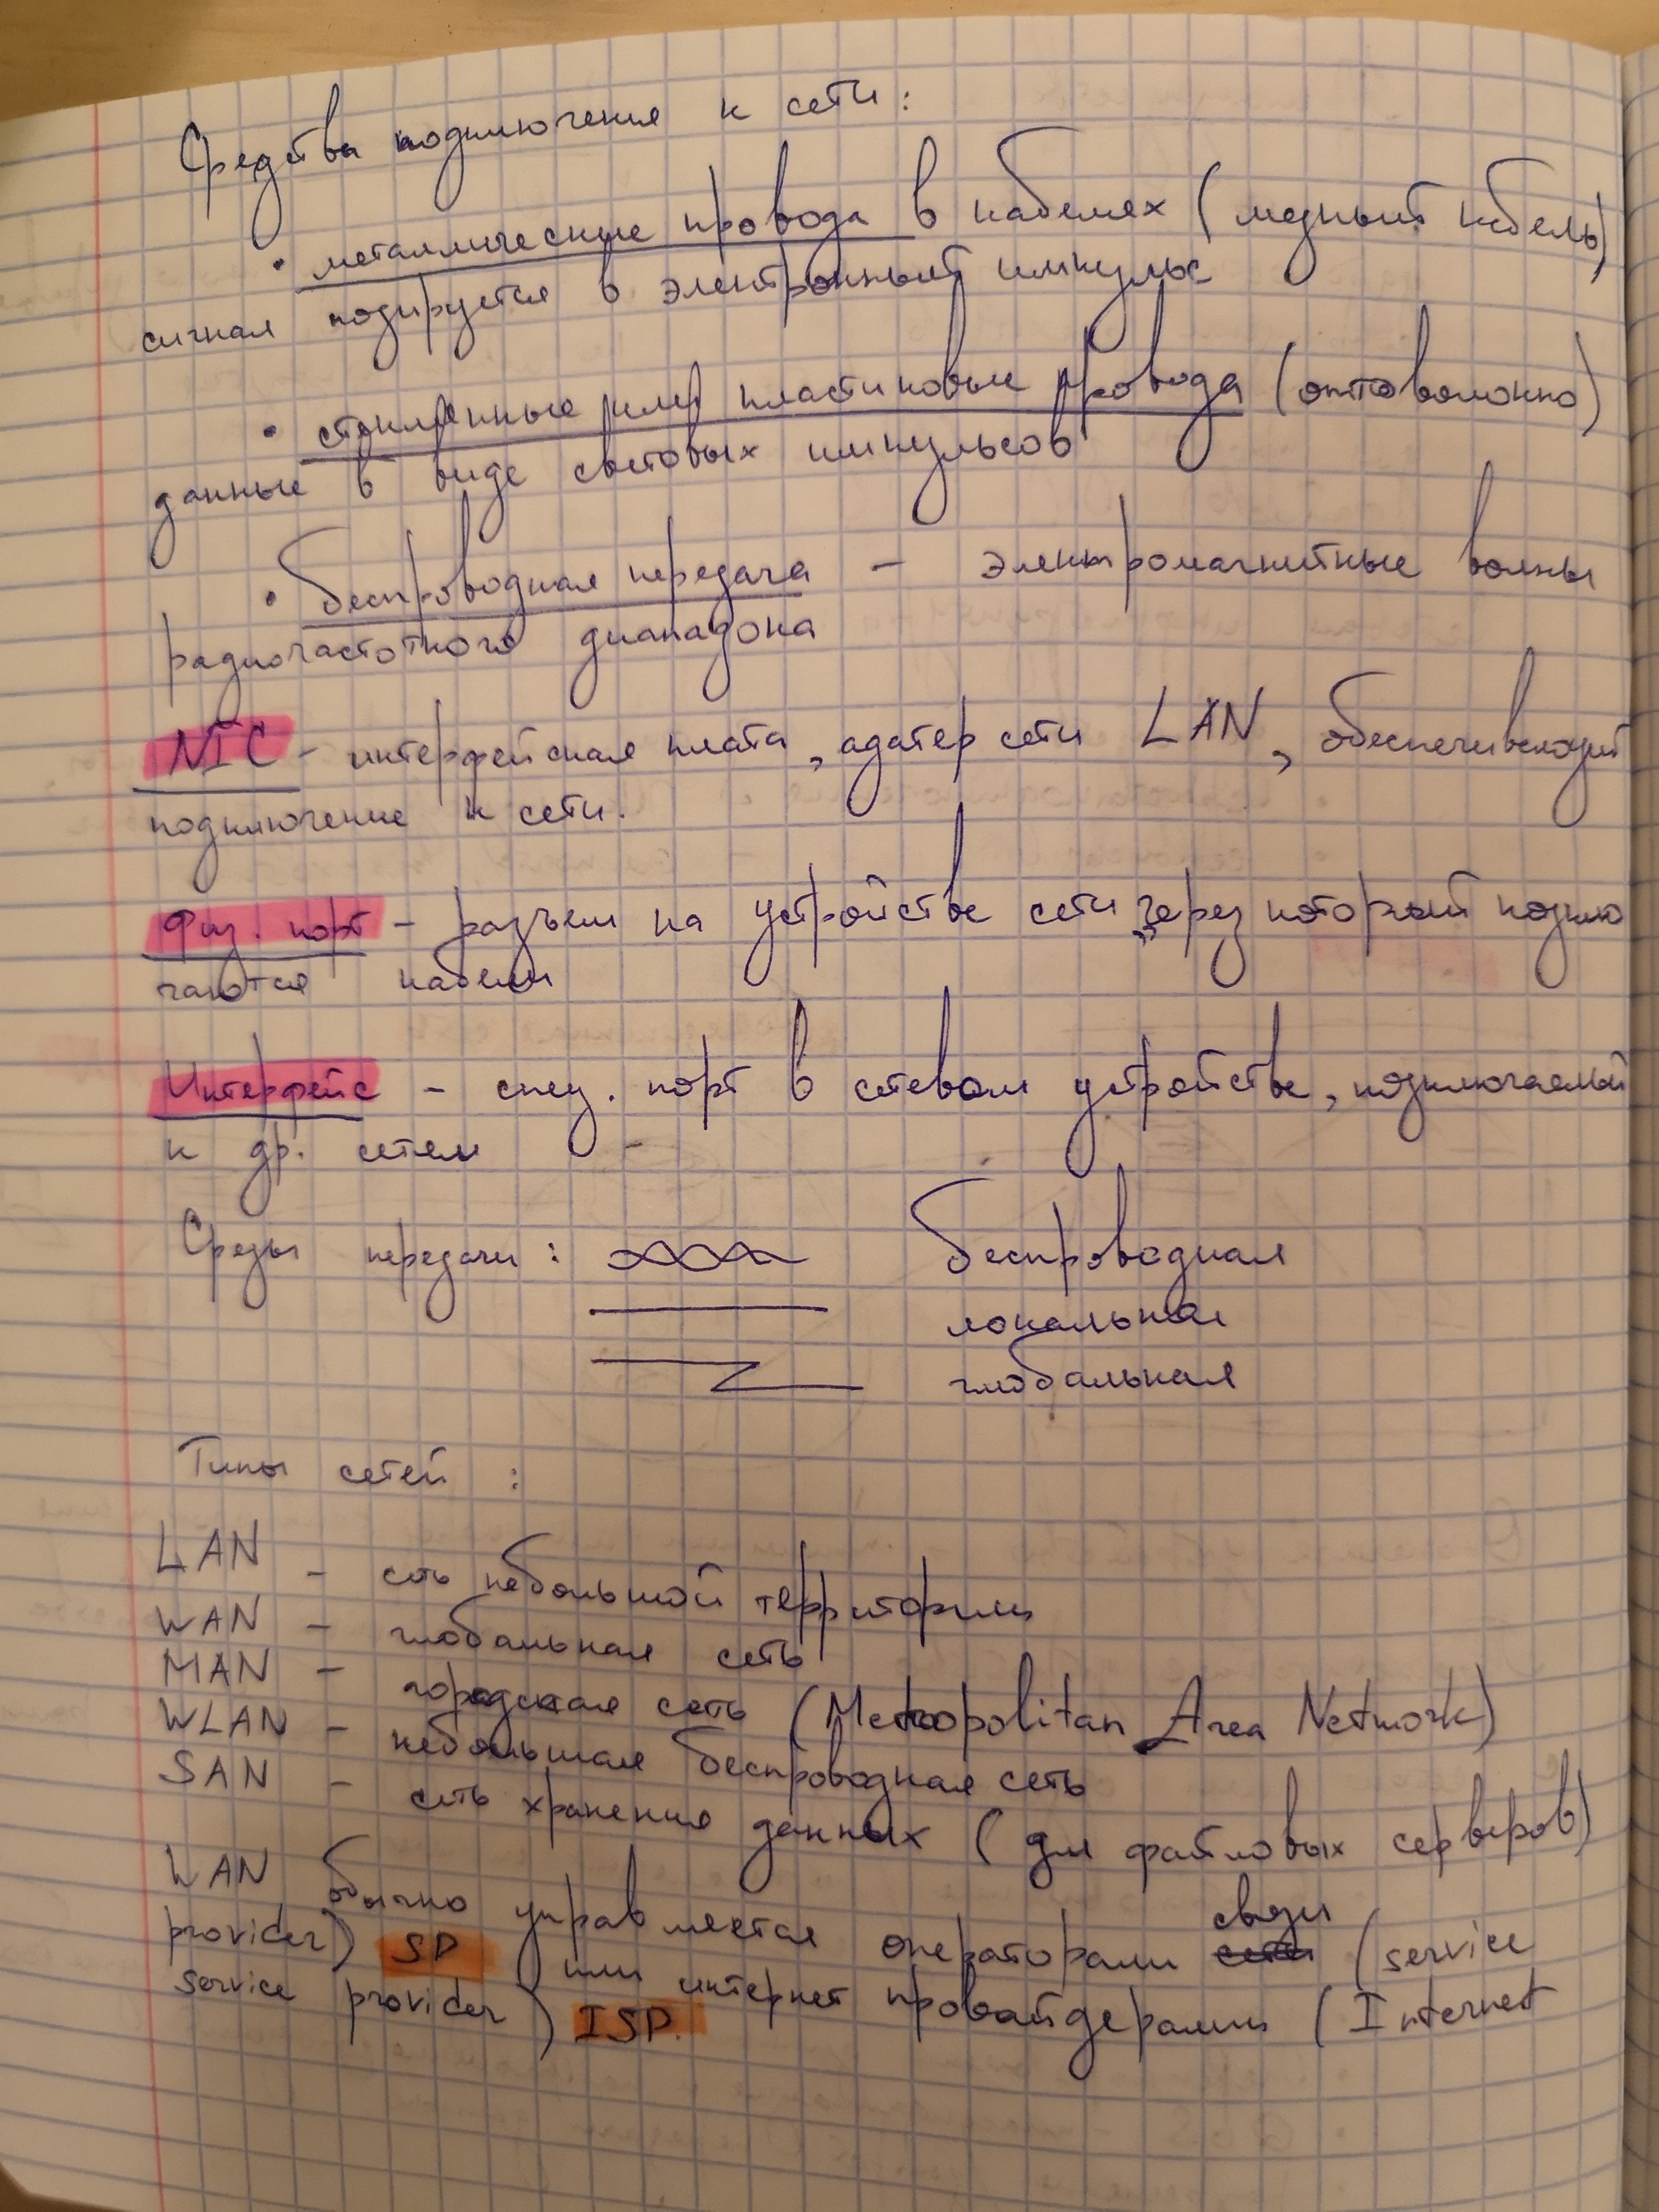 Средства подключения к сети:
• металлические провода в кабелях (медный кабель)
сигнал кодируется в электронный импульс
• стеклянные или пластиковые провода (оптоволокно)
данные в виде световых импульсов
• беспроводная передача – электромагнитные волны
радиочастотного диапазона
NIC – интерфейсная плата, адатер сети LAN, обеспечивающий
подключение к сети.
Физ. порт – разъем на устройстве сети, через который подклю
чаются кабели
Интерфейс – спец. порт в сетевом устройстве, подключаемый
к др. сетям
Среды передачи: беспроводная
локальная
глобальная
Типы сетей:
LAN – сеть небольшой территории
WAN – глобальная сеть
MAN – городская сеть (Metropolitan Area Network)
WLAN – небольшая беспроводная сеть
SAN – сеть хранения данных (для файловых серверов)
WAN обычно управляется операторами сети связи (service
provider) SP или интернет провайдерами (Internet
service provider) ISP.